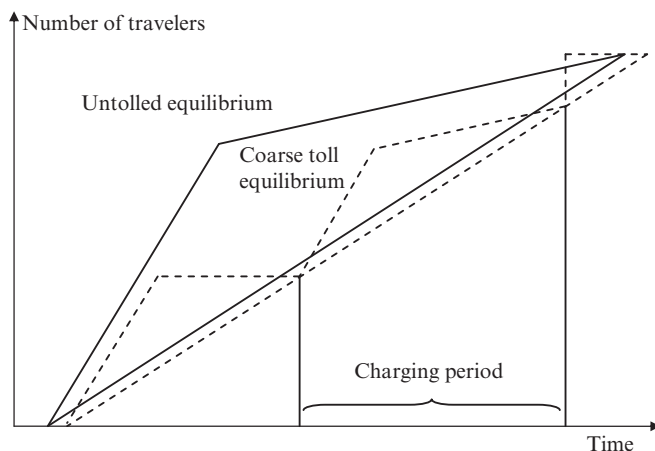 Number of travelers
Untolled equilibrium
Coarse toll
equilibrium
Charging period
Time